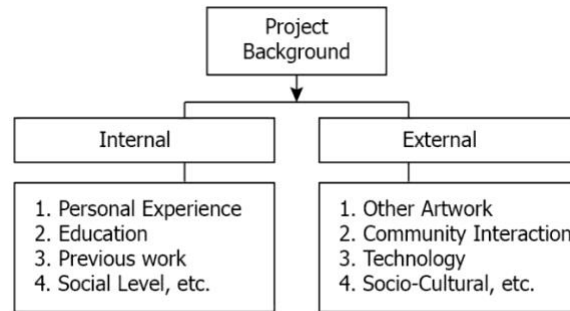 Project
Background
Internal
External
1. Personal Experience
2. Education
3. Previous work
4. Social Level, etc.
1. Other Artwork
2. Community Interaction
3. Technology
4. Socio-Cultural, etc.